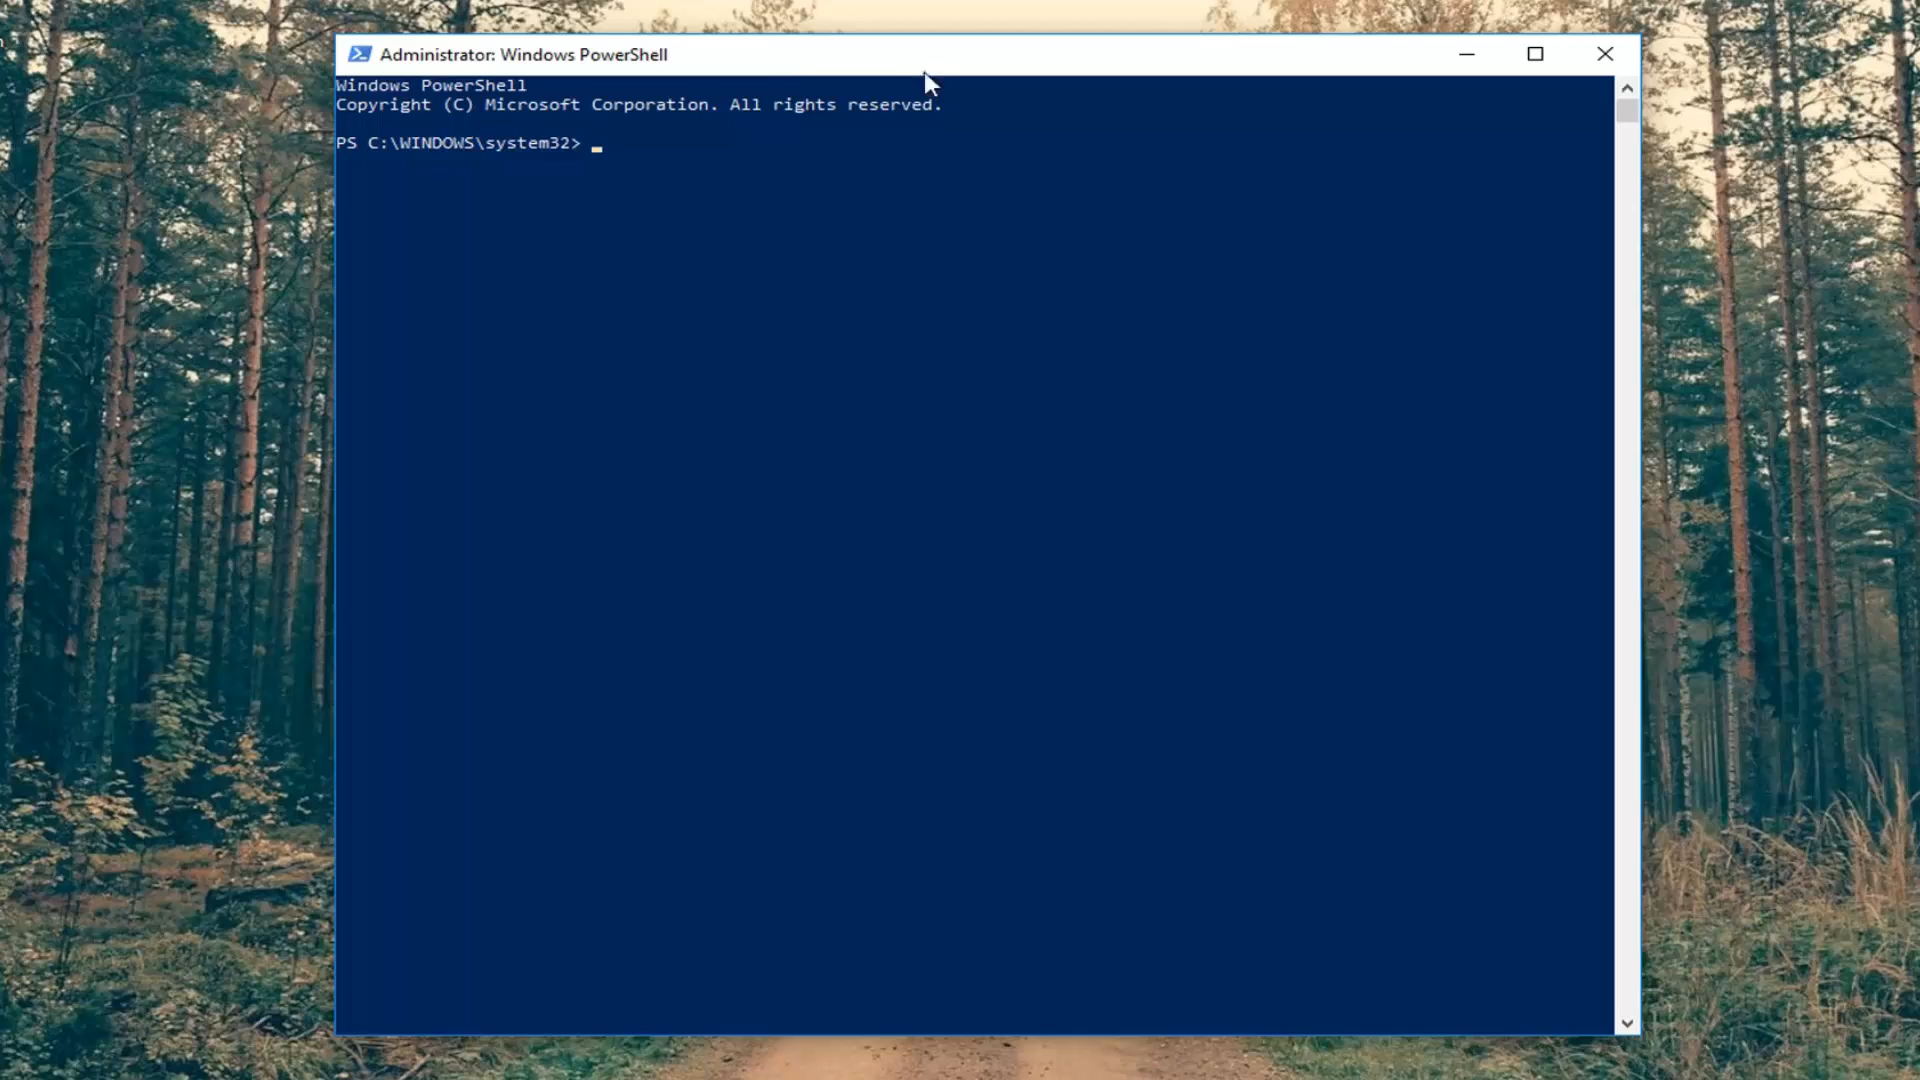 Administrator: Windows PowerShell
Windows PowerShell
Copyright (C) Microsoft Corporation. All rights reserved.
PS C:\WINDOWS\system32>